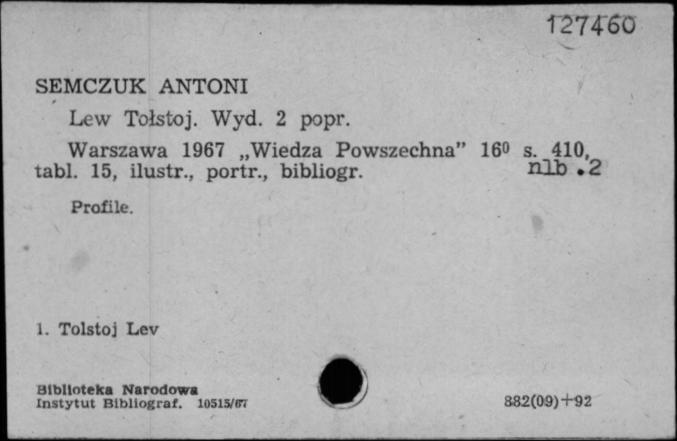 127460
SEMCZUK ANTONI
Lew Tołstoj. Wyd. 2 popr.
Warszawa 1967 „Wiedza Powszechna” 16⁰ s. 410,
tabl. 15, ilustr., portr., bibliogr. nlb .2
Profile.
1. Tolstoj Lev
Biblioteka Narodowa
Instytut Bibliograf. 10515/67
882(09)+92